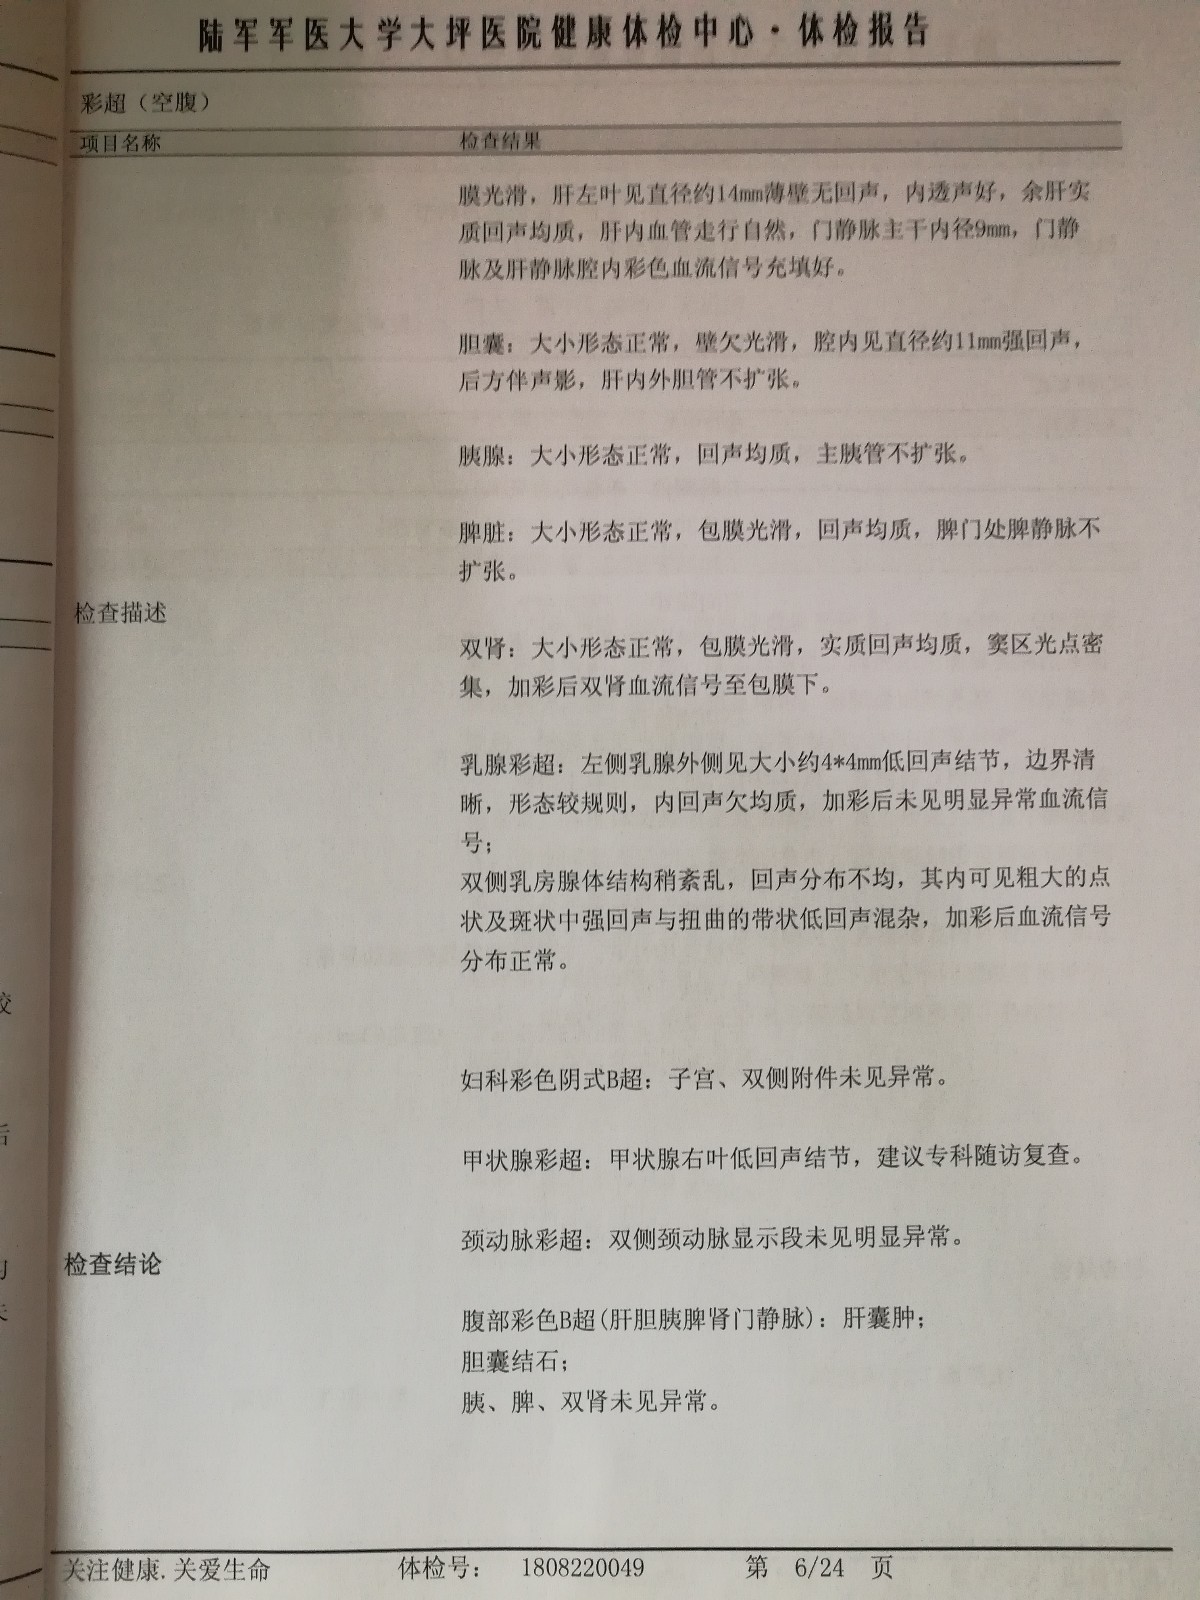 陆军军医大学大坪医院健康体检中心·体检报告
彩超（空腹）
项目名称 检查结果
膜光滑，肝左叶见直径约14mm薄壁无回声，内透声好，余肝实
质回声均质，肝内血管走行自然，门静脉主干内径9mm，门静
脉及肝静脉腔内彩色血流信号充填好。
胆囊：大小形态正常，壁欠光滑，腔内见直径约11mm强回声，
后方伴声影，肝内外胆管不扩张。
胰腺：大小形态正常，回声均质，主胰管不扩张。
脾脏：大小形态正常，包膜光滑，回声均质，脾门处脾静脉不
扩张。
检查描述
双肾：大小形态正常，包膜光滑，实质回声均质，窦区光点密
集，加彩后双肾血流信号至包膜下。
乳腺彩超：左侧乳腺外侧见大小约4*4mm低回声结节，边界清
晰，形态较规则，内回声欠均质，加彩后未见明显异常血流信
号；
双侧乳房腺体结构稍紊乱，回声分布不均，其内可见粗大的点
状及斑状中强回声与扭曲的带状低回声混杂，加彩后血流信号
分布正常。
妇科彩色阴式B超：子宫、双侧附件未见异常。
甲状腺彩超：甲状腺右叶低回声结节，建议专科随访复查。
颈动脉彩超：双侧颈动脉显示段未见明显异常。
检查结论
腹部彩色B超(肝胆胰脾肾门静脉)：肝囊肿；
胆囊结石；
胰、脾、双肾未见异常。
关注健康.关爱生命 体检号： 1808220049 第 6/24 页